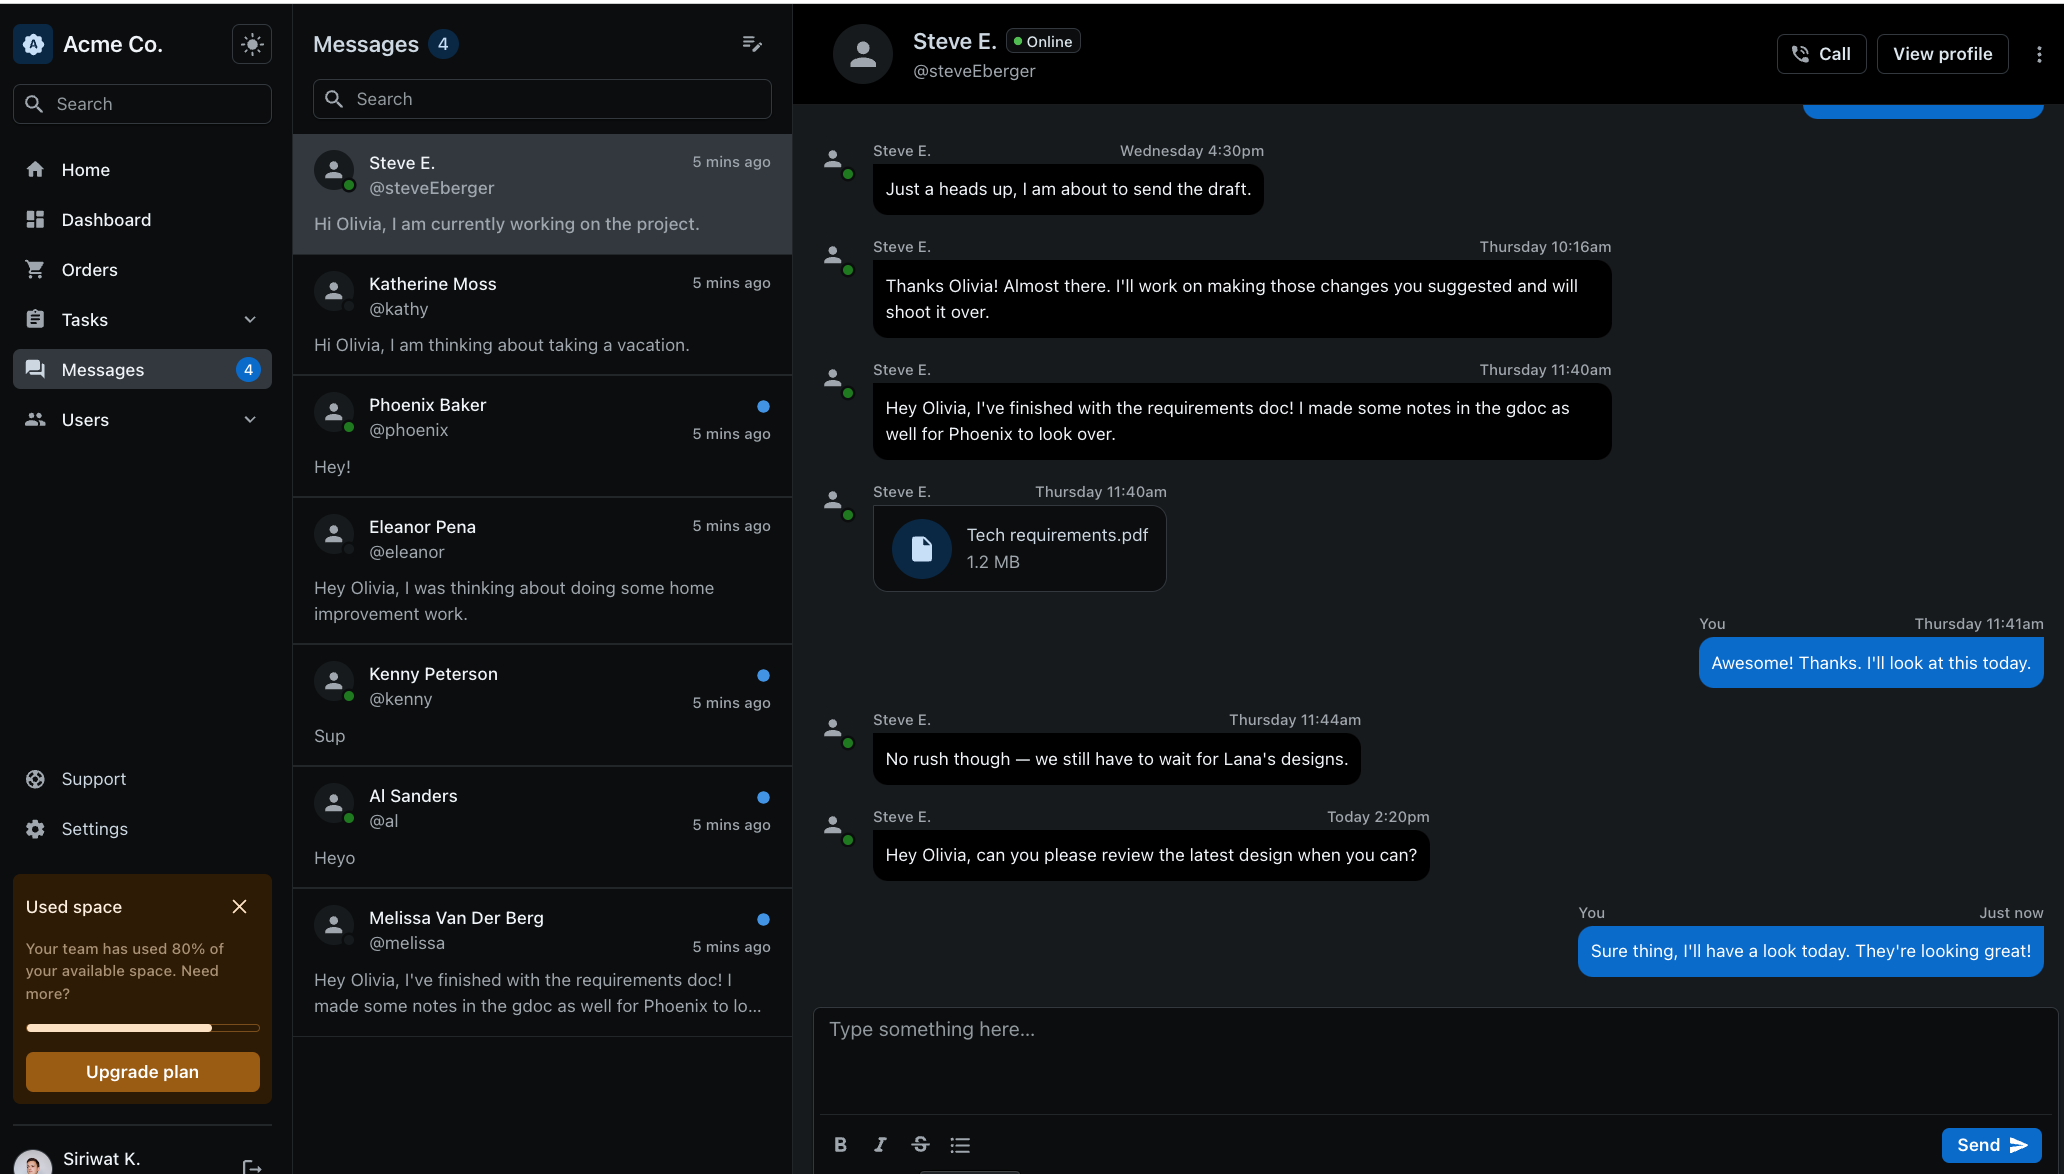 A
Acme Co.
Search
Home
Dashboard
Orders
Tasks
Messages 4
Users
Support
Settings
Used space
Your team has used 80% of
your available space. Need
more?
Upgrade plan
Siriwat K.
Messages 4
Search
Steve E. 5 mins ago
@steveEberger
Hi Olivia, I am currently working on the project.
Katherine Moss 5 mins ago
@kathy
Hi Olivia, I am thinking about taking a vacation.
Phoenix Baker
@phoenix 5 mins ago
Hey!
Eleanor Pena 5 mins ago
@eleanor
Hey Olivia, I was thinking about doing some home
improvement work.
Kenny Peterson
@kenny 5 mins ago
Sup
Al Sanders
@al 5 mins ago
Heyo
Melissa Van Der Berg
@melissa 5 mins ago
Hey Olivia, I've finished with the requirements doc! I
made some notes in the gdoc as well for Phoenix to lo...
Steve E. Online
@steveEberger
Call View profile
Steve E. Wednesday 4:30pm
Just a heads up, I am about to send the draft.
Steve E. Thursday 10:16am
Thanks Olivia! Almost there. I'll work on making those changes you suggested and will
shoot it over.
Steve E. Thursday 11:40am
Hey Olivia, I've finished with the requirements doc! I made some notes in the gdoc as
well for Phoenix to look over.
Steve E. Thursday 11:40am
Tech requirements.pdf
1.2 MB
You Thursday 11:41am
Awesome! Thanks. I'll look at this today.
Steve E. Thursday 11:44am
No rush though — we still have to wait for Lana's designs.
Steve E. Today 2:20pm
Hey Olivia, can you please review the latest design when you can?
You Just now
Sure thing, I'll have a look today. They're looking great!
Type something here...
B I S
Send